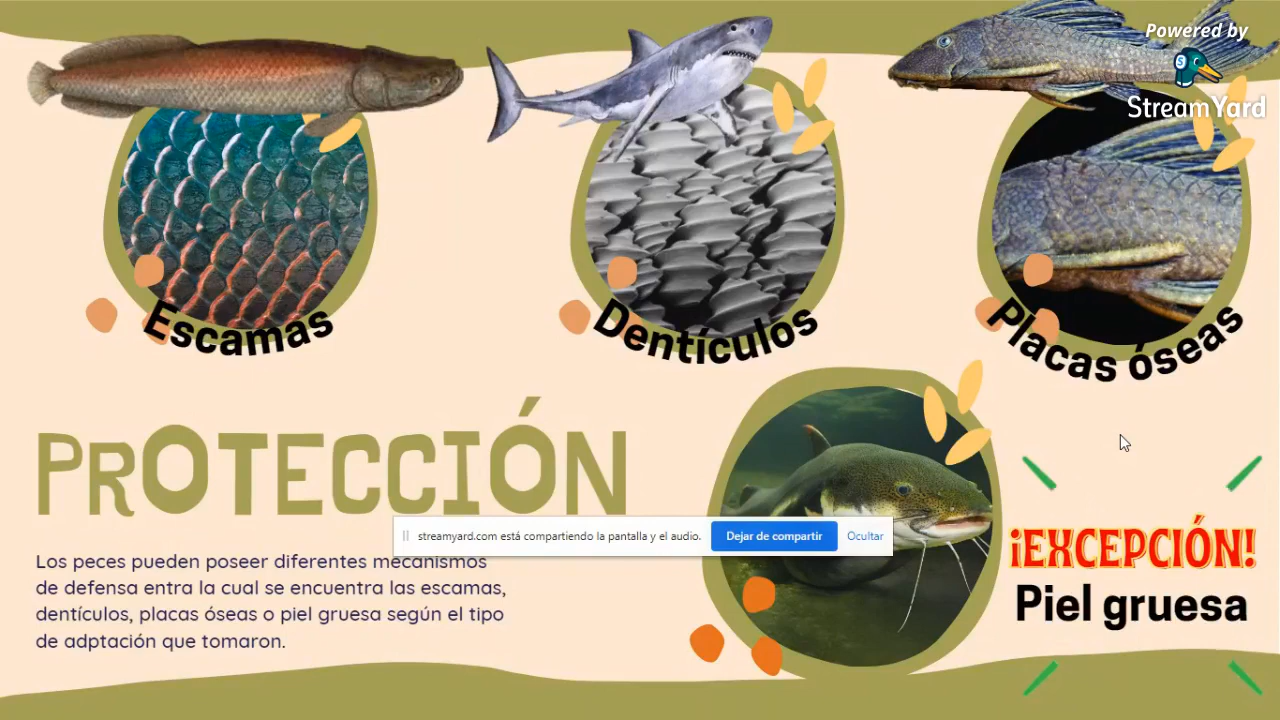 Powered by
StreamYard
Escamas
Dentículos
Placas óseas
PrOTECCIÓN
streamyard.com está compartiendo la pantalla y el audio.
Dejar de compartir
Ocultar
Los peces pueden poseer diferentes mecanismos
de defensa entra la cual se encuentra las escamas,
dentículos, placas óseas o piel gruesa según el tipo
de adptación que tomaron.
¡EXCEPCIÓN!
Piel gruesa